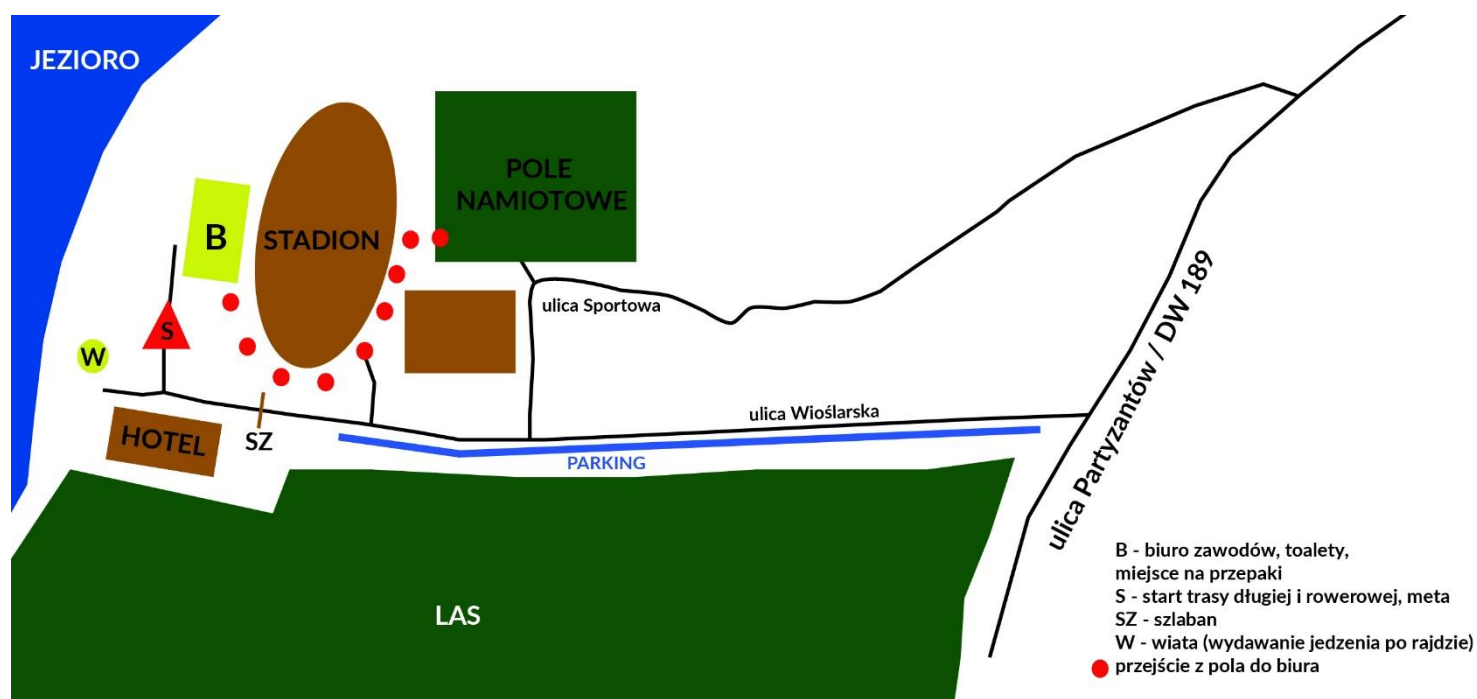 JEZIORO
POLE
NAMIOTOWE
B
STADION
ulica Sportowa
S
W
ulica Wioślarska
ulica Partyzantów / DW 189
HOTEL
SZ
PARKING
LAS
B - biuro zawodów, toalety,
miejsce na przepaki
S - start trasy długiej i rowerowej, meta
SZ - szlaban
W - wiata (wydawanie jedzenia po rajdzie)
przejście z pola do biura